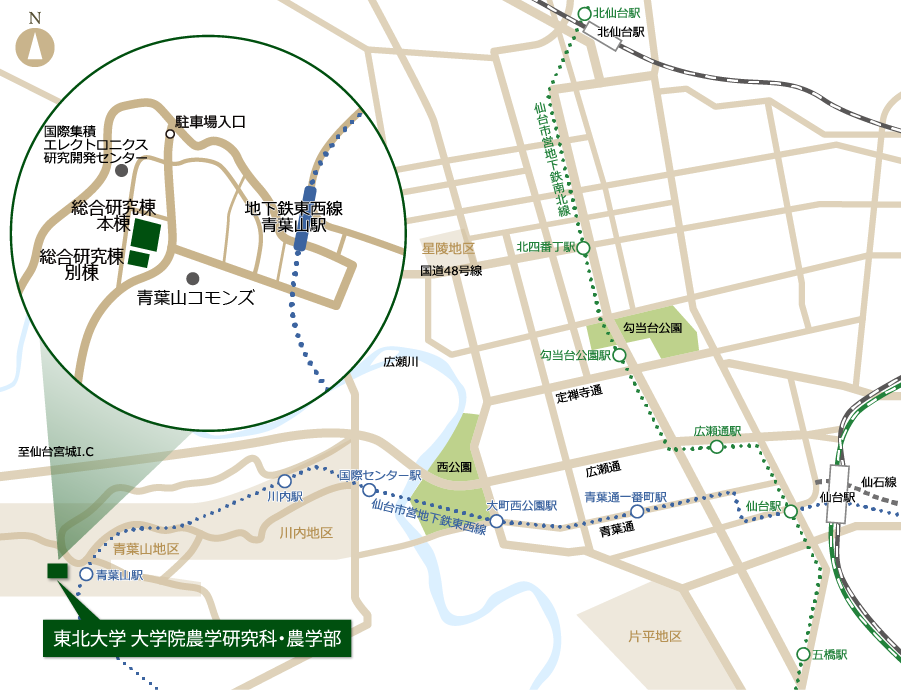 N
北仙台駅
北仙台駅
仙台市営地下鉄南北線
駐車場入口
国際集積
エレクトロニクス
研究開発センター
総合研究棟
本棟
地下鉄東西線
青葉山駅
総合研究棟
別棟
青葉山コモンズ
星陵地区
北四番丁駅
国道48号線
勾当台公園
勾当台公園駅
広瀬川
定禅寺通
広瀬通駅
至仙台宮城I.C
西公園
広瀬通
国際センター駅
川内駅
仙台市営地下鉄東西線
大町西公園駅
青葉通一番町駅
青葉通
仙台駅
仙台駅
仙石線
川内地区
青葉山地区
青葉山駅
東北大学 大学院農学研究科・農学部
片平地区
五橋駅